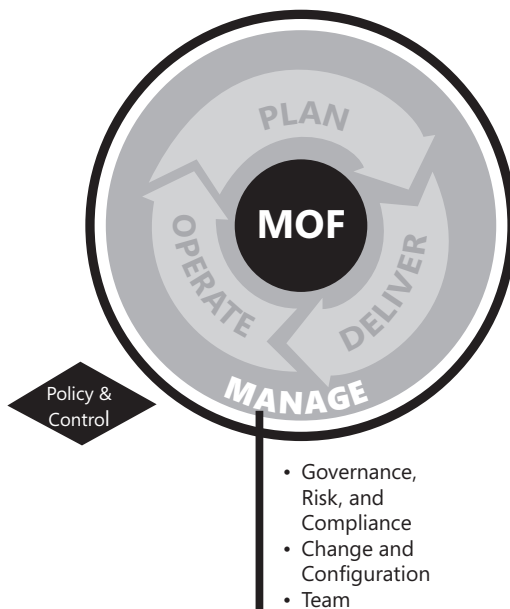 PLAN
MOF
OPERATE
DELIVER
MANAGE
Policy &
Control
• Governance,
Risk, and
Compliance
• Change and
Configuration
• Team